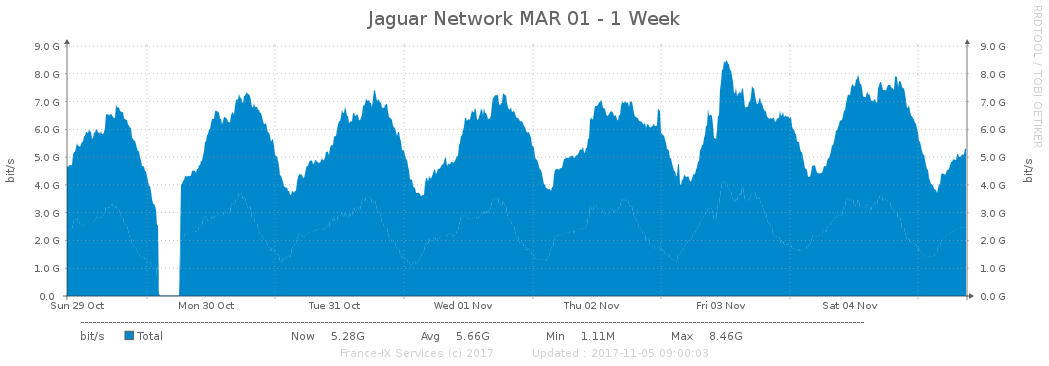 Jaguar Network MAR 01 - 1 Week
RRDTOOL / TOBI OETIKER
bit/s
9.0 G 9.0 G
8.0 G 8.0 G
7.0 G 7.0 G
6.0 G 6.0 G
5.0 G 5.0 G
4.0 G 4.0 G
3.0 G 3.0 G
2.0 G 2.0 G
1.0 G 1.0 G
0.0 0.0 G
bit/s
Sun 29 Oct Mon 30 Oct Tue 31 Oct Wed 01 Nov Thu 02 Nov Fri 03 Nov Sat 04 Nov
bit/s Total Now 5.28G Avg 5.66G Min 1.11M Max 8.46G
France-IX Services (c) 2017 Updated : 2017-11-05 09:00:03